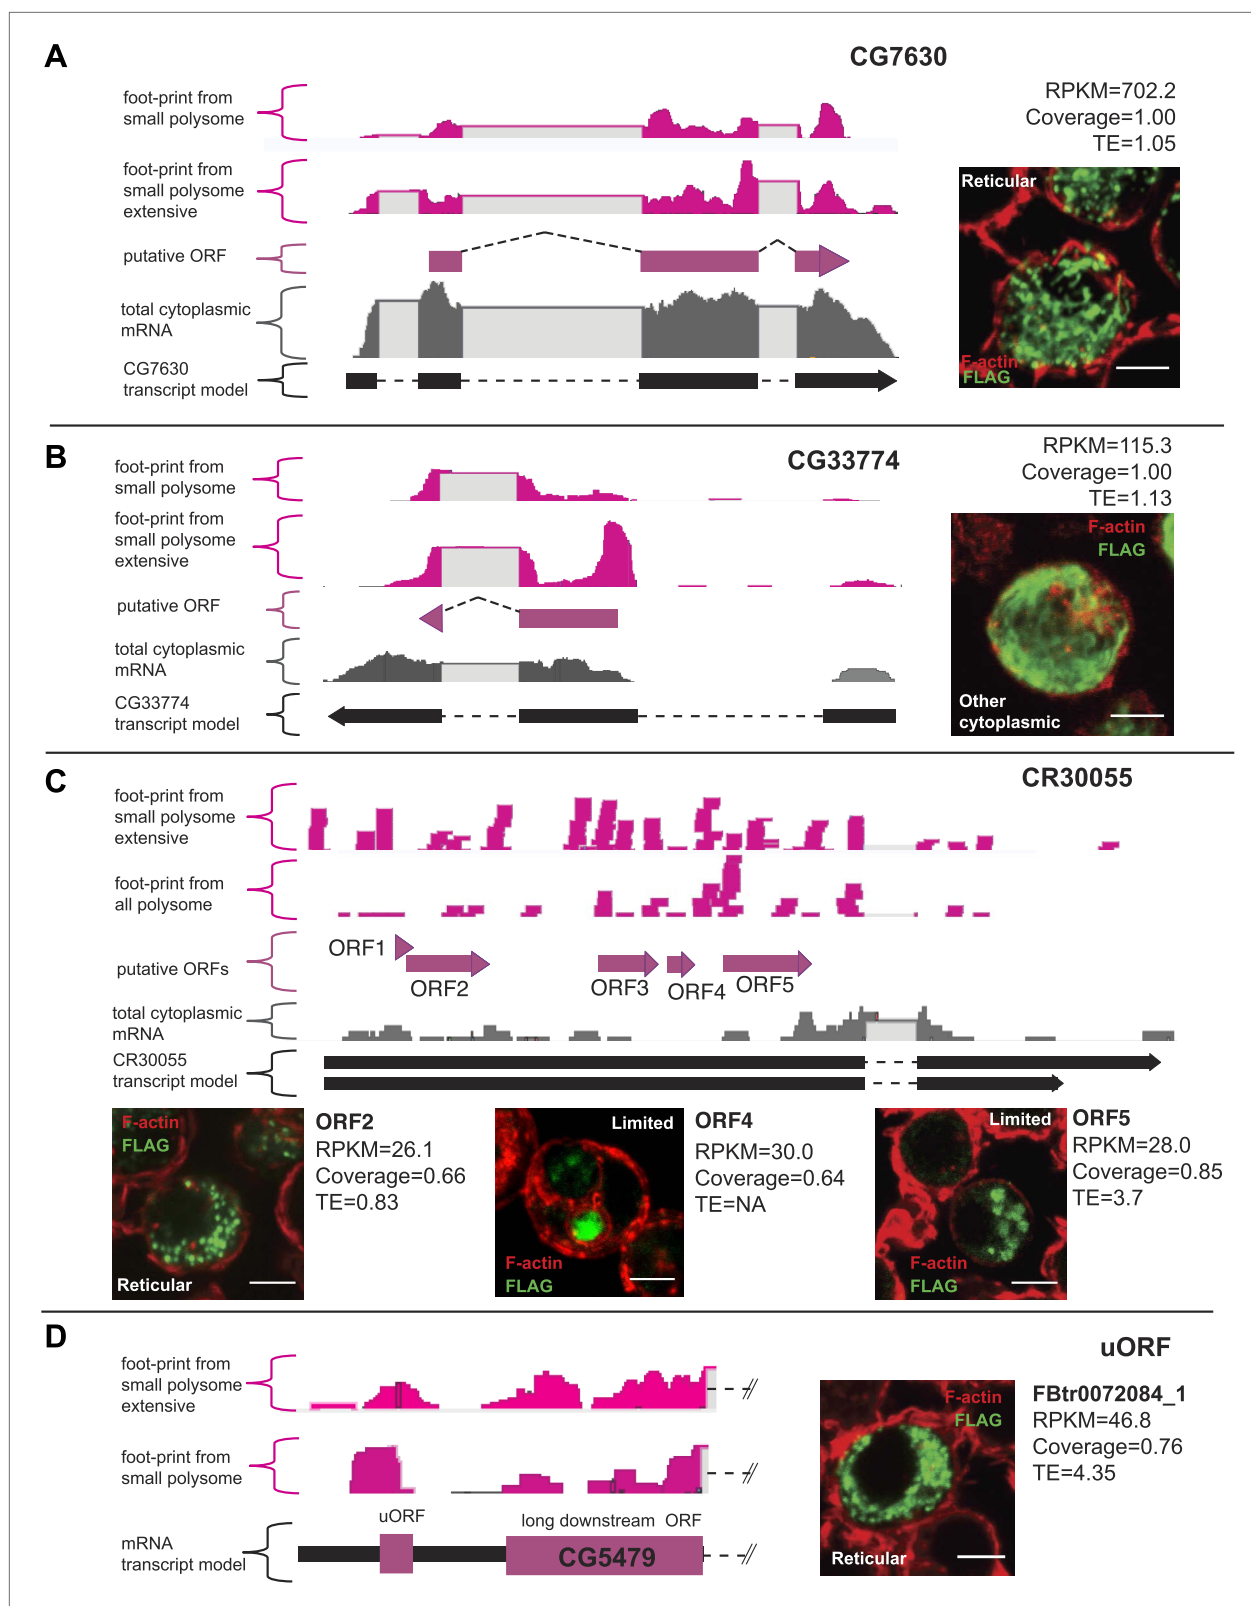 A
CG7630
foot-print from
small polysome
RPKM=702.2
Coverage=1.00
TE=1.05
foot-print from
small polysome
extensive
Reticular
putative ORF
total cytoplasmic
mRNA
F-actin
FLAG
CG7630
transcript model
B
CG33774
RPKM=115.3
Coverage=1.00
TE=1.13
foot-print from
small polysome
foot-print from
small polysome
extensive
F-actin
FLAG
putative ORF
total cytoplasmic
mRNA
CG33774
transcript model
Other
cytoplasmic
C
CR30055
foot-print from
small polysome
extensive
foot-print from
all polysome
putative ORFs
ORF1
ORF2
ORF3
ORF4
ORF5
total cytoplasmic
mRNA
CR30055
transcript model
F-actin
FLAG
Reticular
ORF2
RPKM=26.1
Coverage=0.66
TE=0.83
Limited
F-actin
FLAG
ORF4
RPKM=30.0
Coverage=0.64
TE=NA
Limited
F-actin
FLAG
ORF5
RPKM=28.0
Coverage=0.85
TE=3.7
D
uORF
foot-print from
small polysome
extensive
foot-print from
small polysome
F-actin
FLAG
Reticular
FBtr0072084_1
RPKM=46.8
Coverage=0.76
TE=4.35
uORF
long downstream ORF
mRNA
transcript model
CG5479